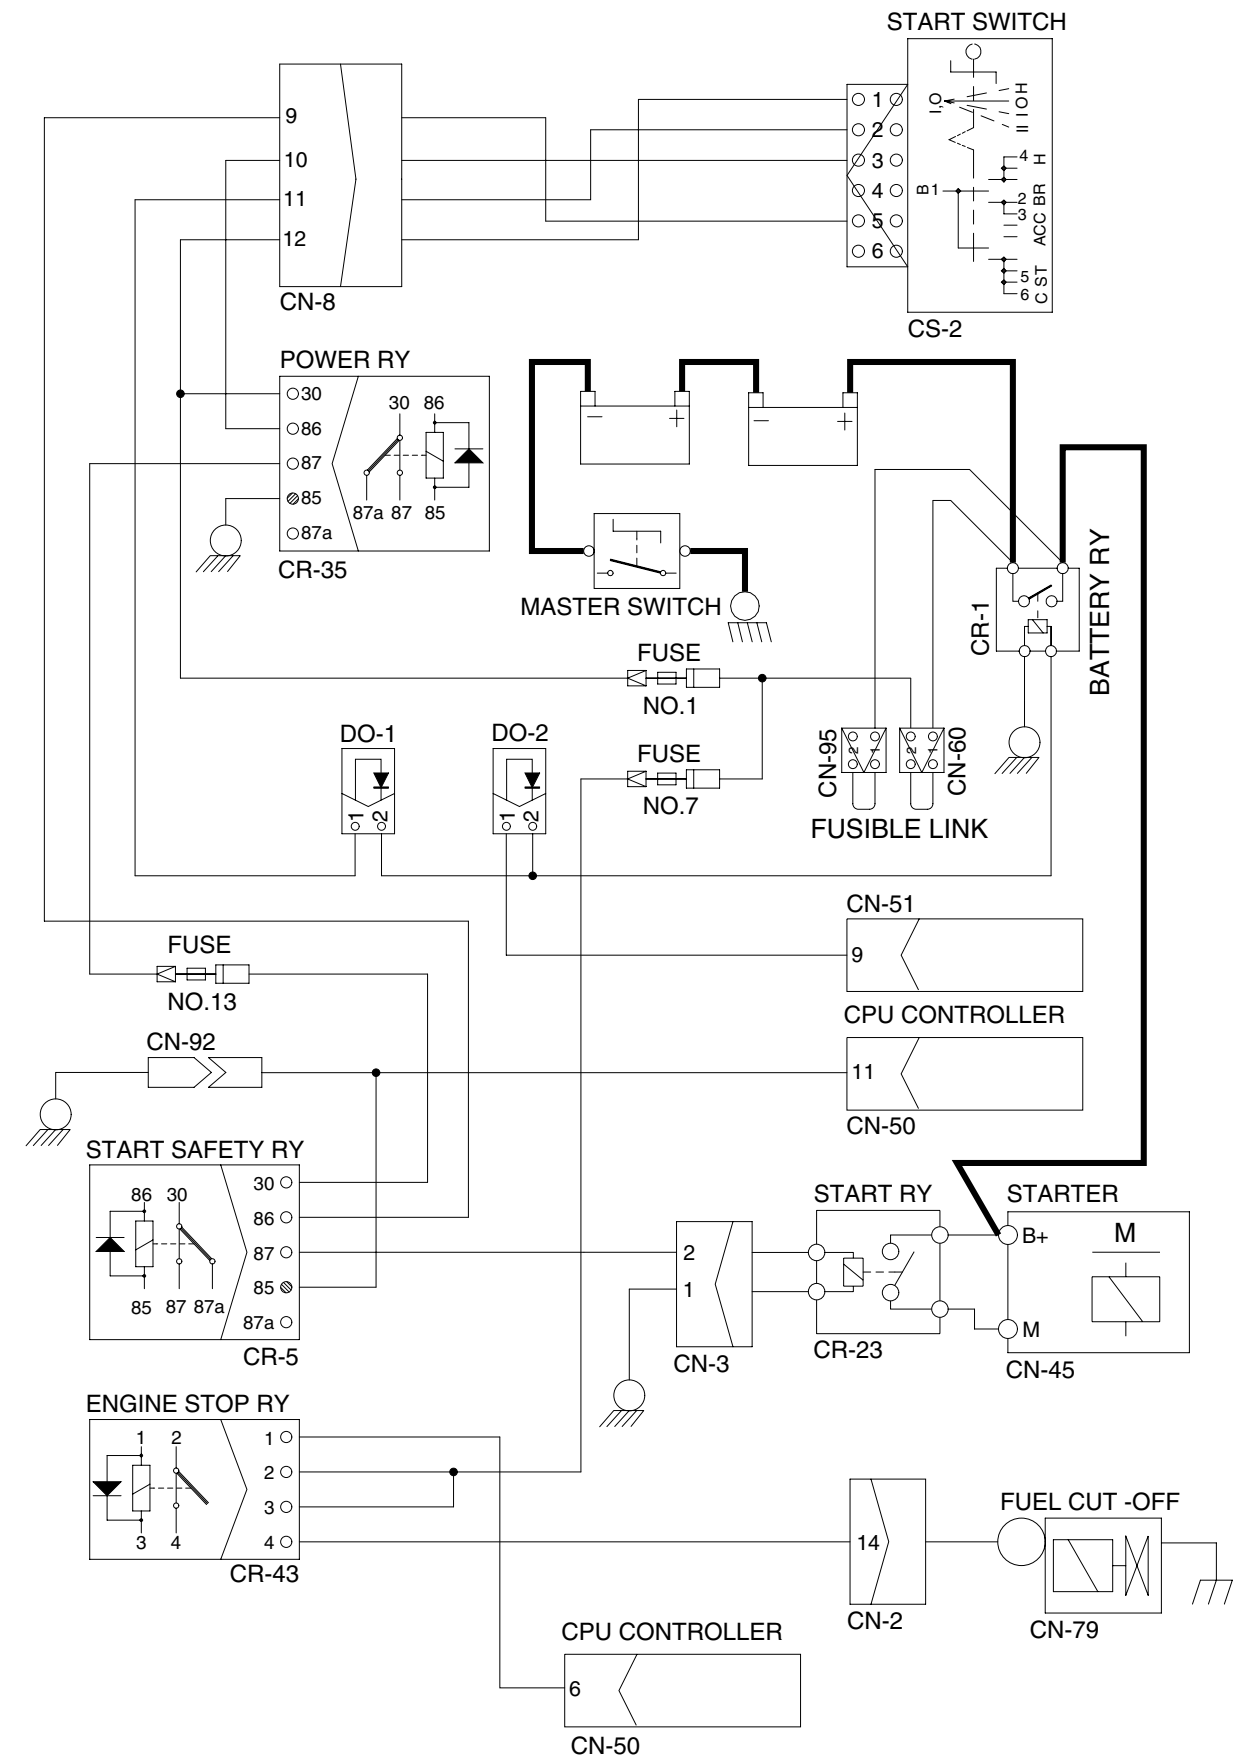 START SWITCH
9
10
11
12
CN-8
1
2
3
4
5
6
I,O
H
O
I
II
4 H
B1
2 BR
3 ACC
5 ST
6 C
CS-2
POWER RY
30
86
87
85
87a
30 86
87a 87 85
CR-35
− +
− +
MASTER SWITCH
CR-1
BATTERY RY
FUSE
NO.1
FUSE
NO.7
DO-1
1 2
DO-2
1 2
CN-95
2 1
2 1
CN-60
FUSIBLE LINK
CN-51
9
CPU CONTROLLER
11
CN-50
FUSE
NO.13
CN-92
START SAFETY RY
86 30
85 87 87a
30
86
87
85
87a
CR-5
2
1
CN-3
START RY
CR-23
STARTER
B+
M
M
CN-45
ENGINE STOP RY
1 2
3 4
1
2
3
4
CR-43
14
CN-2
FUEL CUT -OFF
CN-79
CPU CONTROLLER
6
CN-50